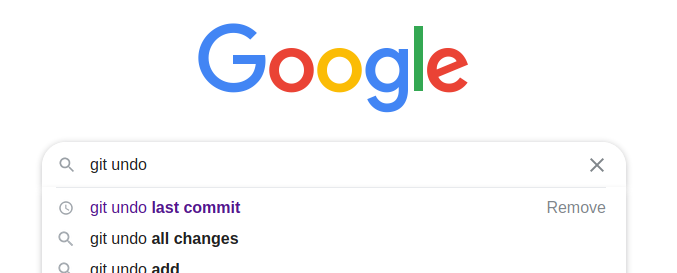 Google
git undo
git undo last commit Remove
git undo all changes
git undo add